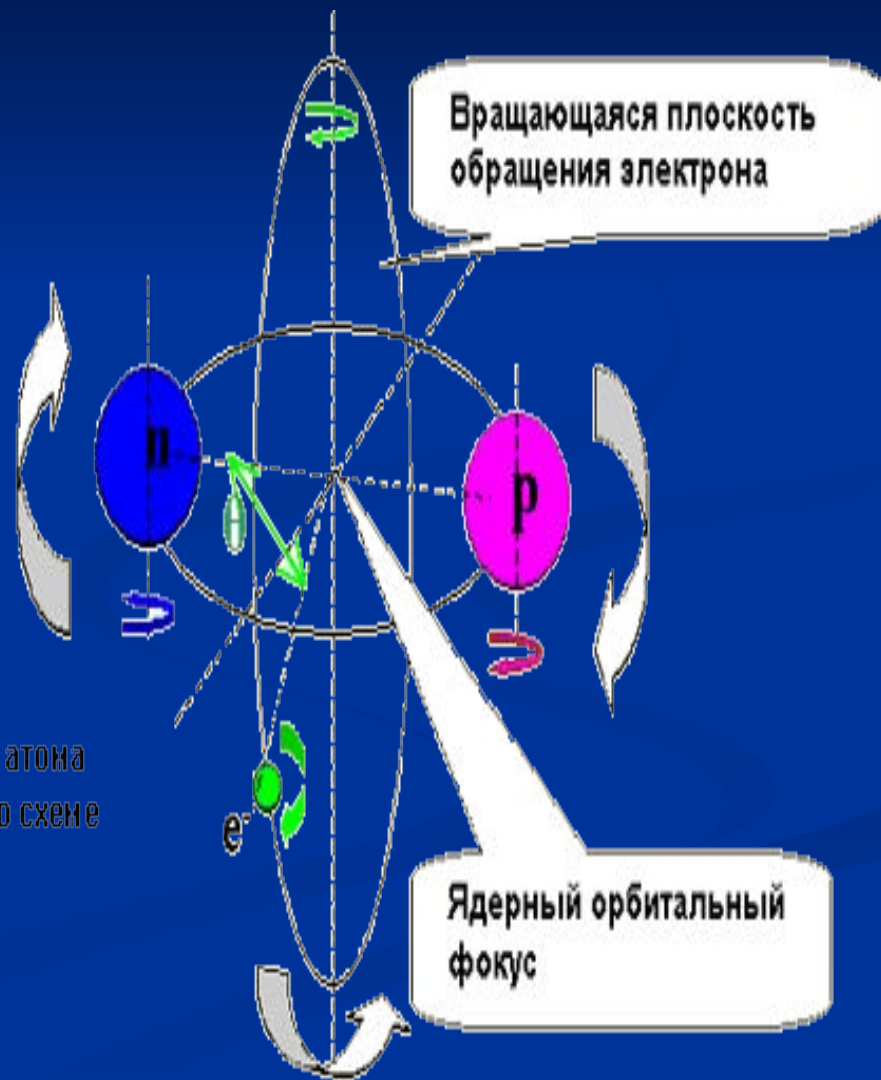 Вращающаяся плоскость
обращения электрона
n
p
θ
атома
схеме
e-
Ядерный орбитальный
фокус